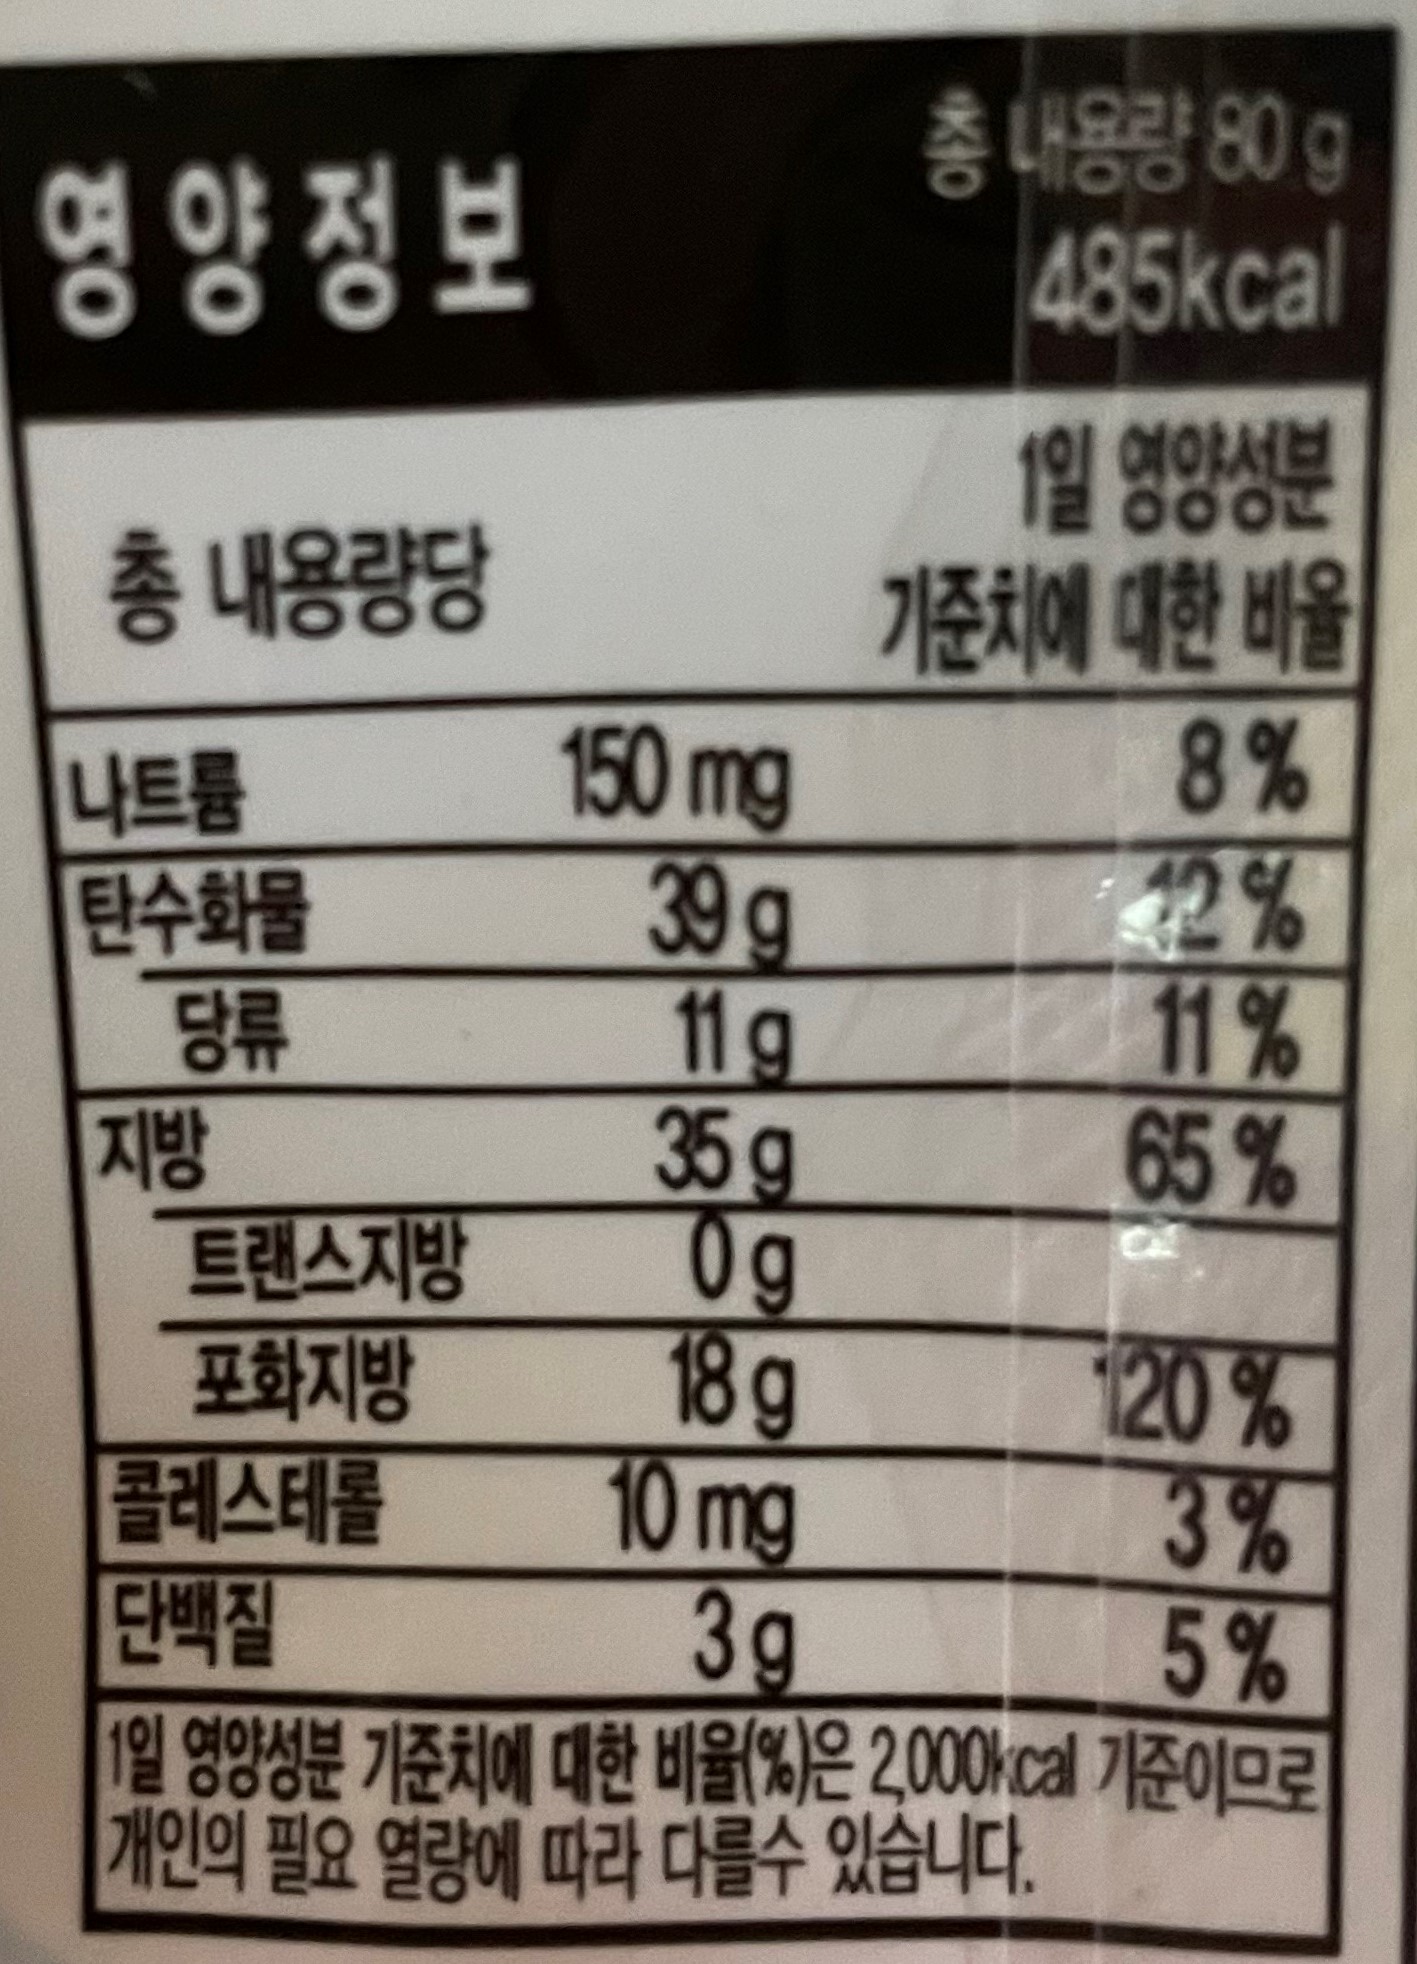 영양정보
총 내용량 80 g
485kcal
총 내용량당
1일 영양성분
기준치에 대한 비율
나트륨 150 mg 8 %
탄수화물 39 g 12 %
당류 11 g 11 %
지방 35 g 65 %
트랜스지방 0 g
포화지방 18 g 120 %
콜레스테롤 10 mg 3 %
단백질 3 g 5 %
1일 영양성분 기준치에 대한 비율(%)은 2,000kcal 기준이므로
개인의 필요 열량에 따라 다를수 있습니다.